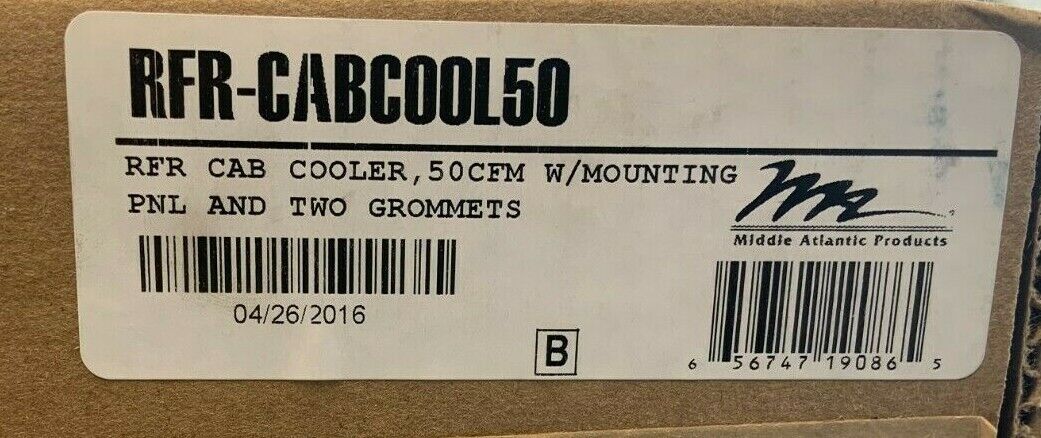 RFR-CABCOOL50
RFR CAB COOLER,50CFM W/MOUNTING
PNL AND TWO GROMMETS
Middle Atlantic Products
04/26/2016
B
6 56747 19086 5